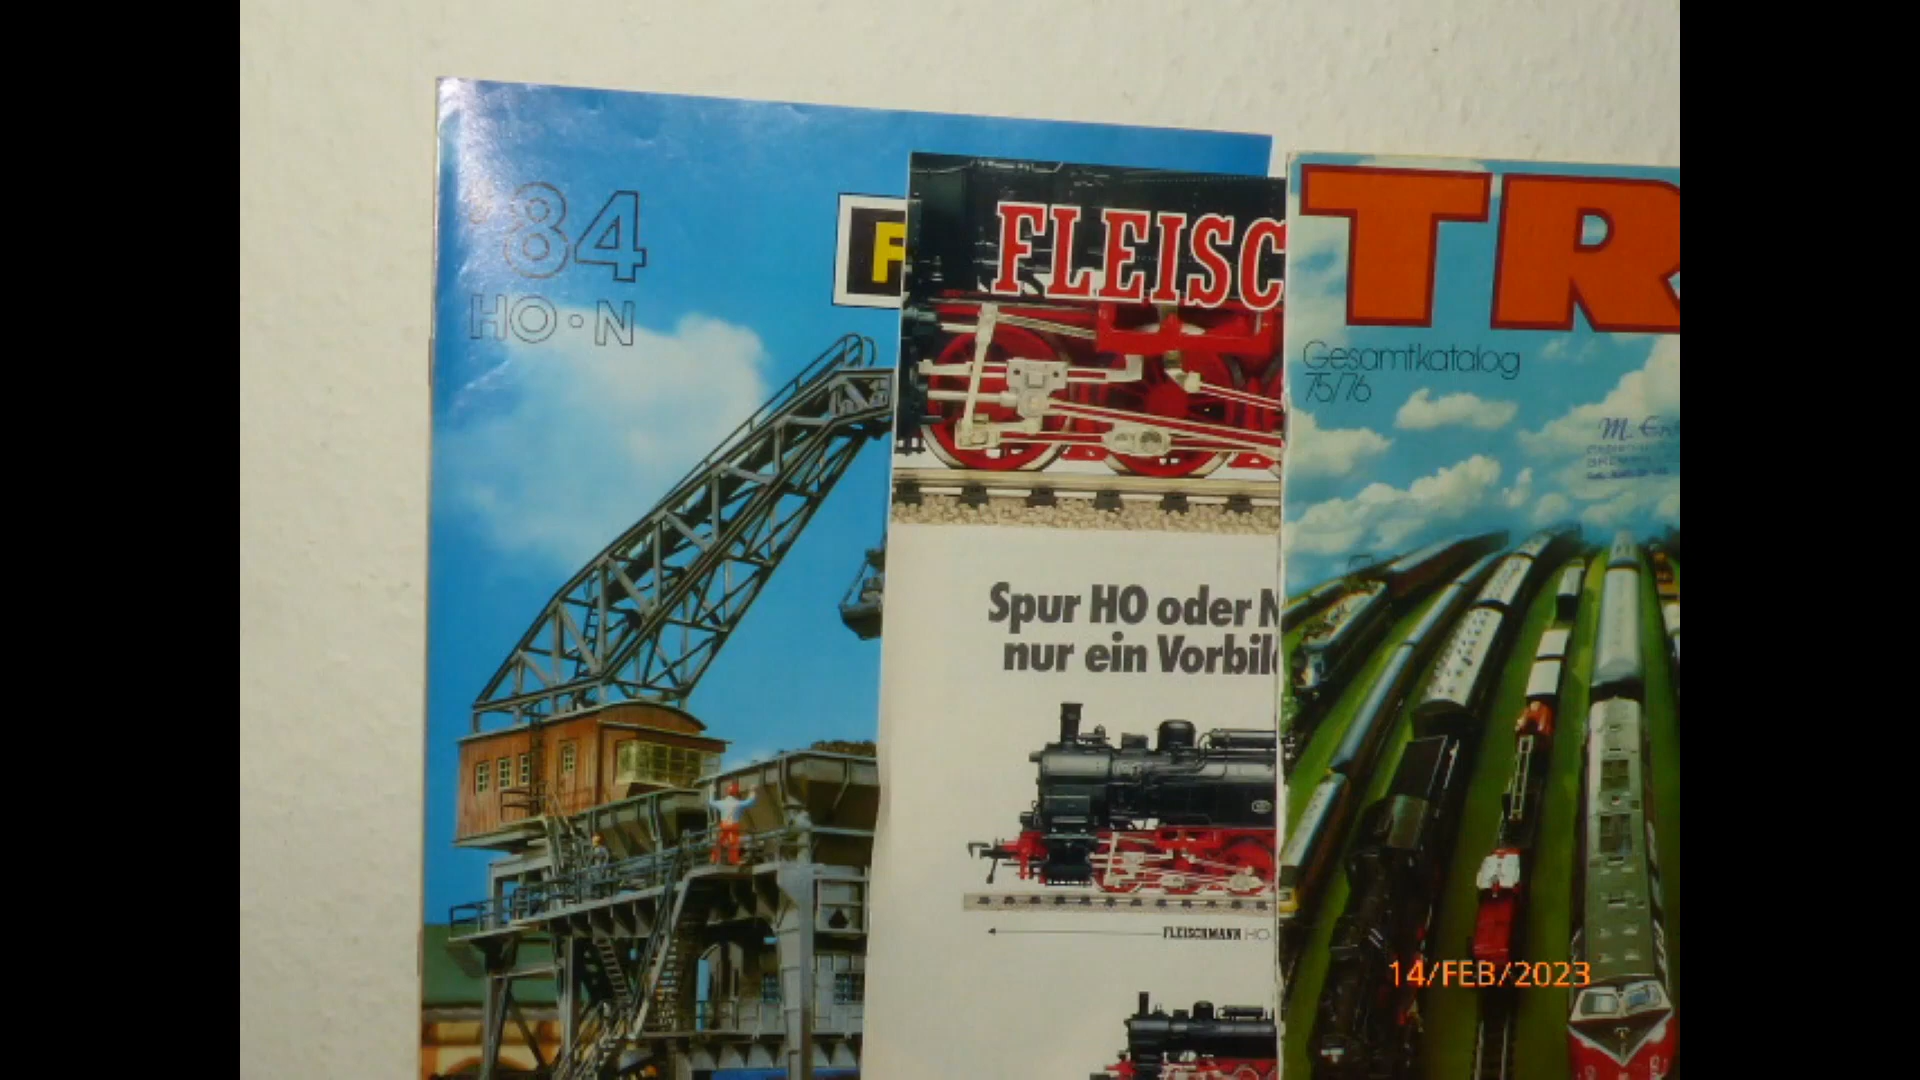 '84
HO·N
F
FLEISC
Spur HO oder N
nur ein Vorbil
FLEISCHMANN HO
TR
Gesamtkatalog
75/76
M.
14/FEB/2023